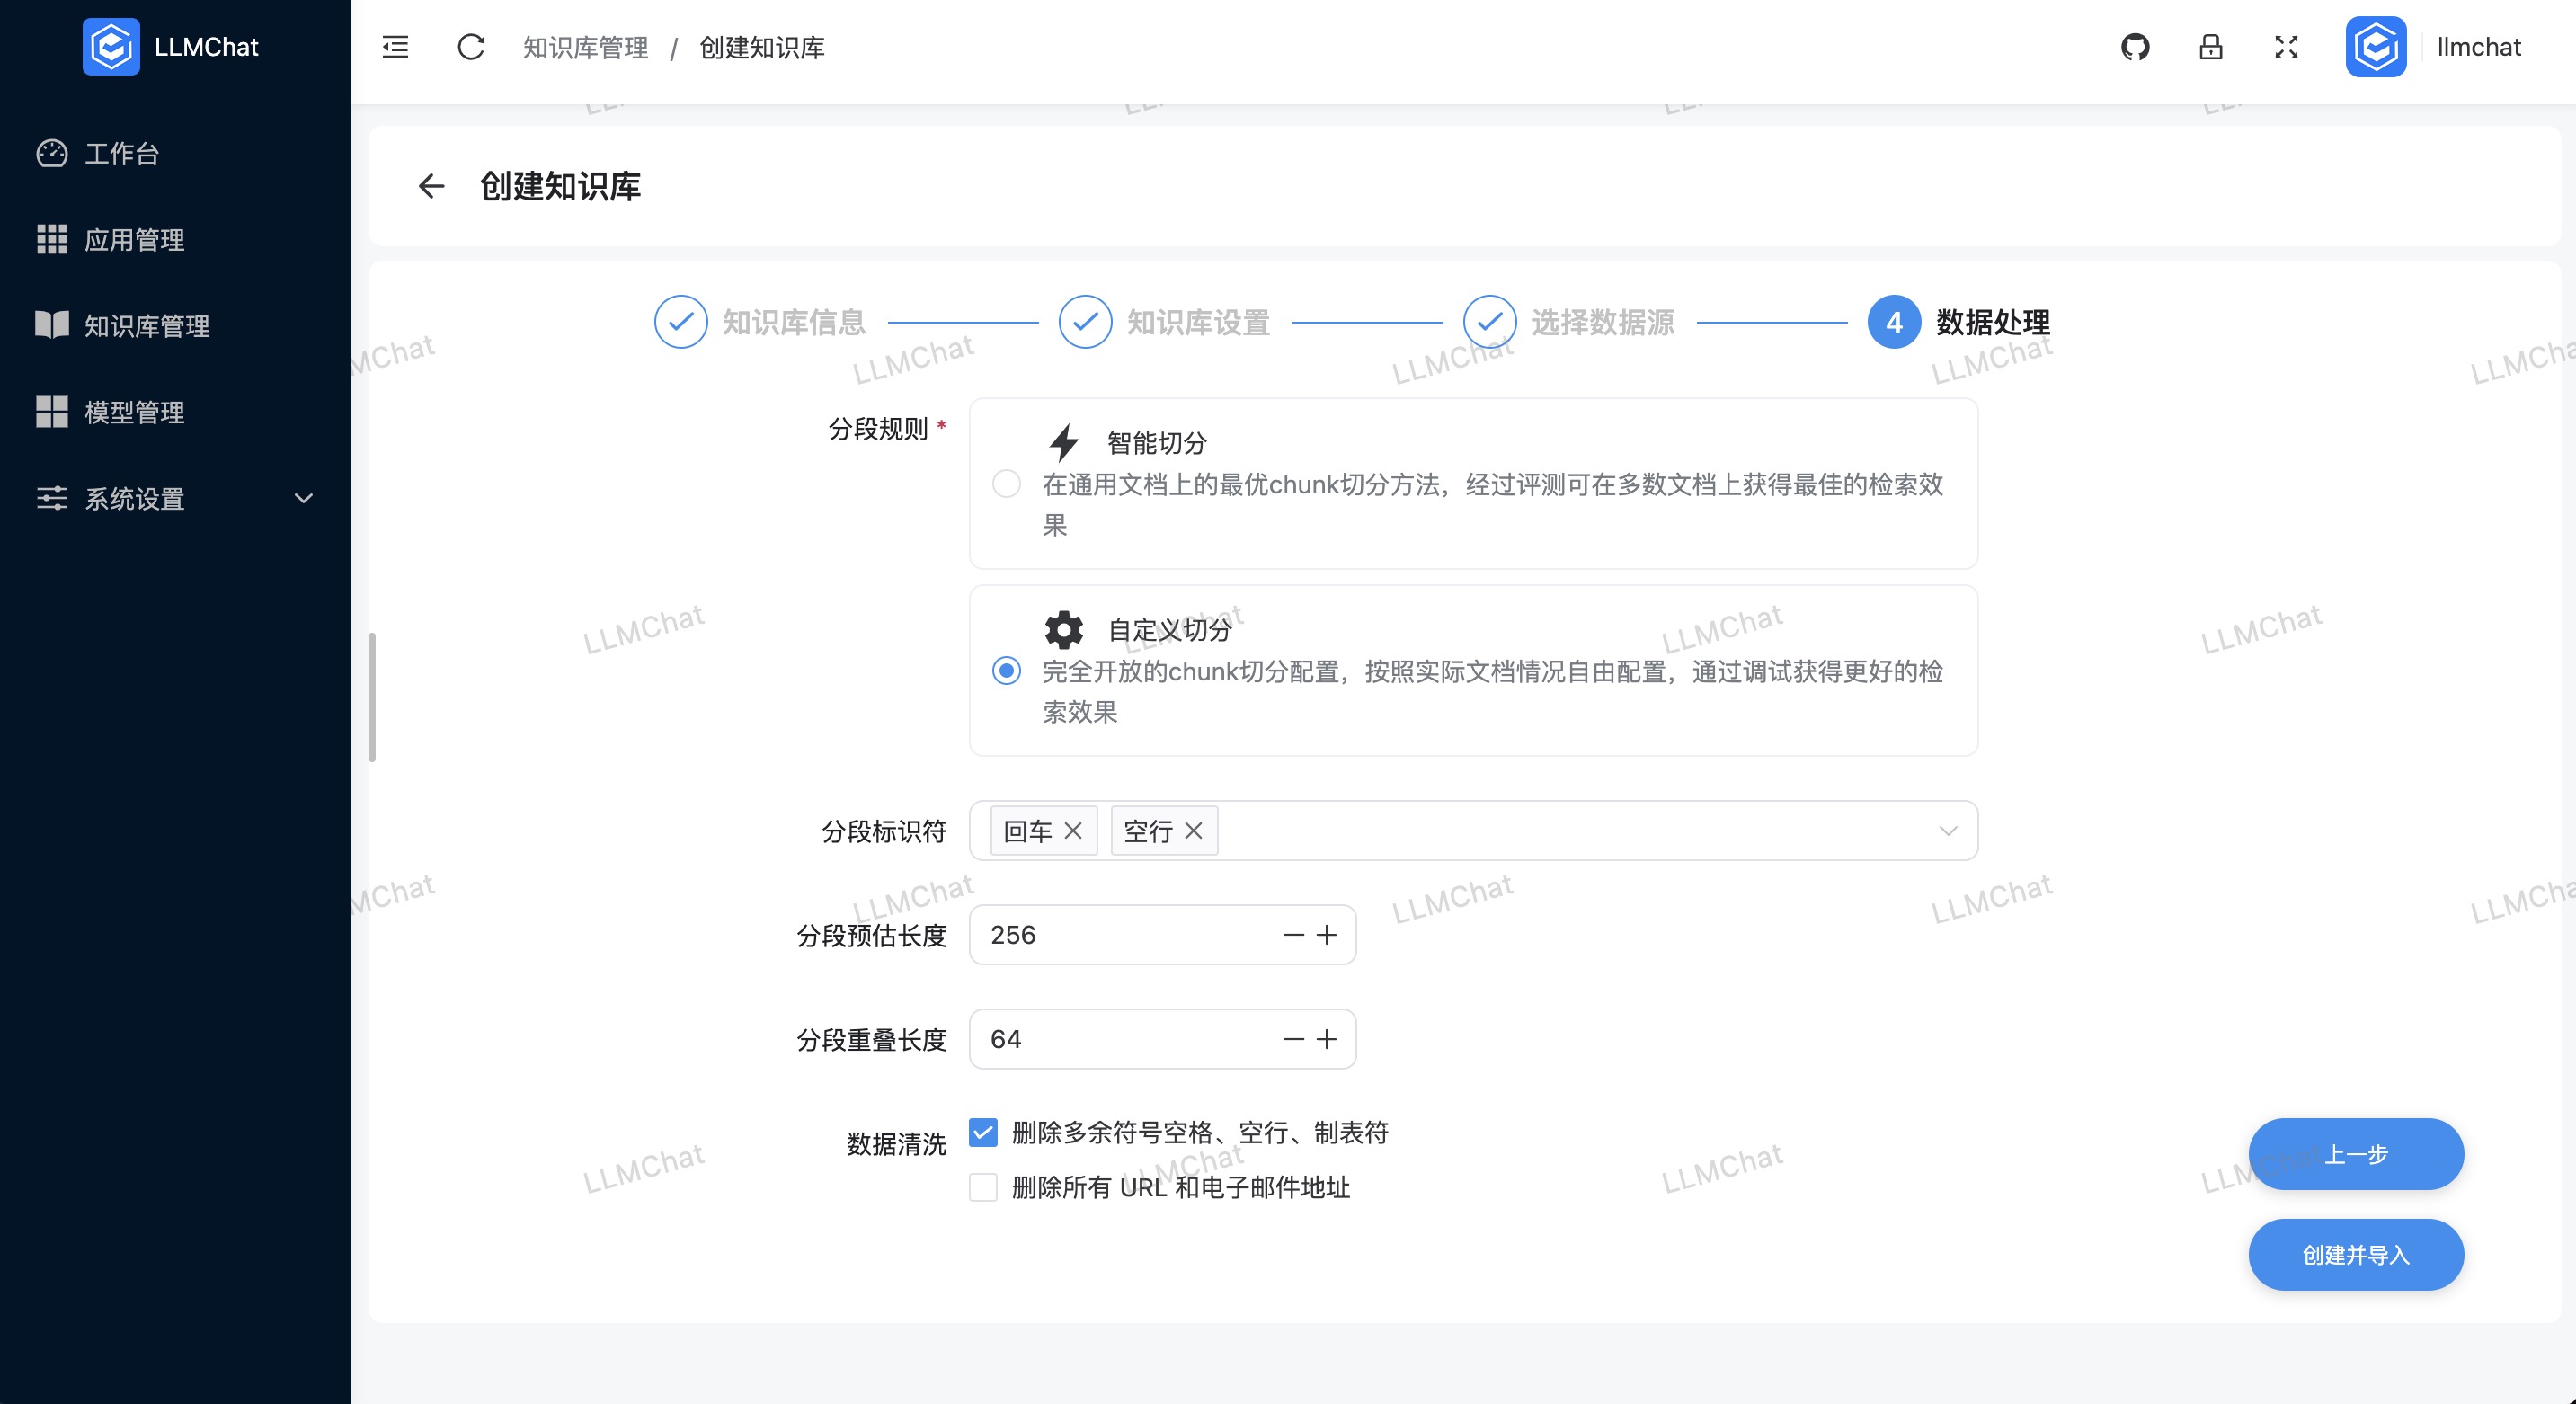 LLMChat
知识库管理 / 创建知识库
llmchat
工作台
应用管理
知识库管理
模型管理
系统设置
创建知识库
知识库信息
知识库设置
选择数据源
4 数据处理
分段规则 *
智能切分
在通用文档上的最优chunk切分方法，经过评测可在多数文档上获得最佳的检索效
果
自定义切分
完全开放的chunk切分配置，按照实际文档情况自由配置，通过调试获得更好的检
索效果
分段标识符
回车
空行
分段预估长度
256
分段重叠长度
64
数据清洗
删除多余符号空格、空行、制表符
删除所有 URL 和电子邮件地址
上一步
创建并导入
LLMChat